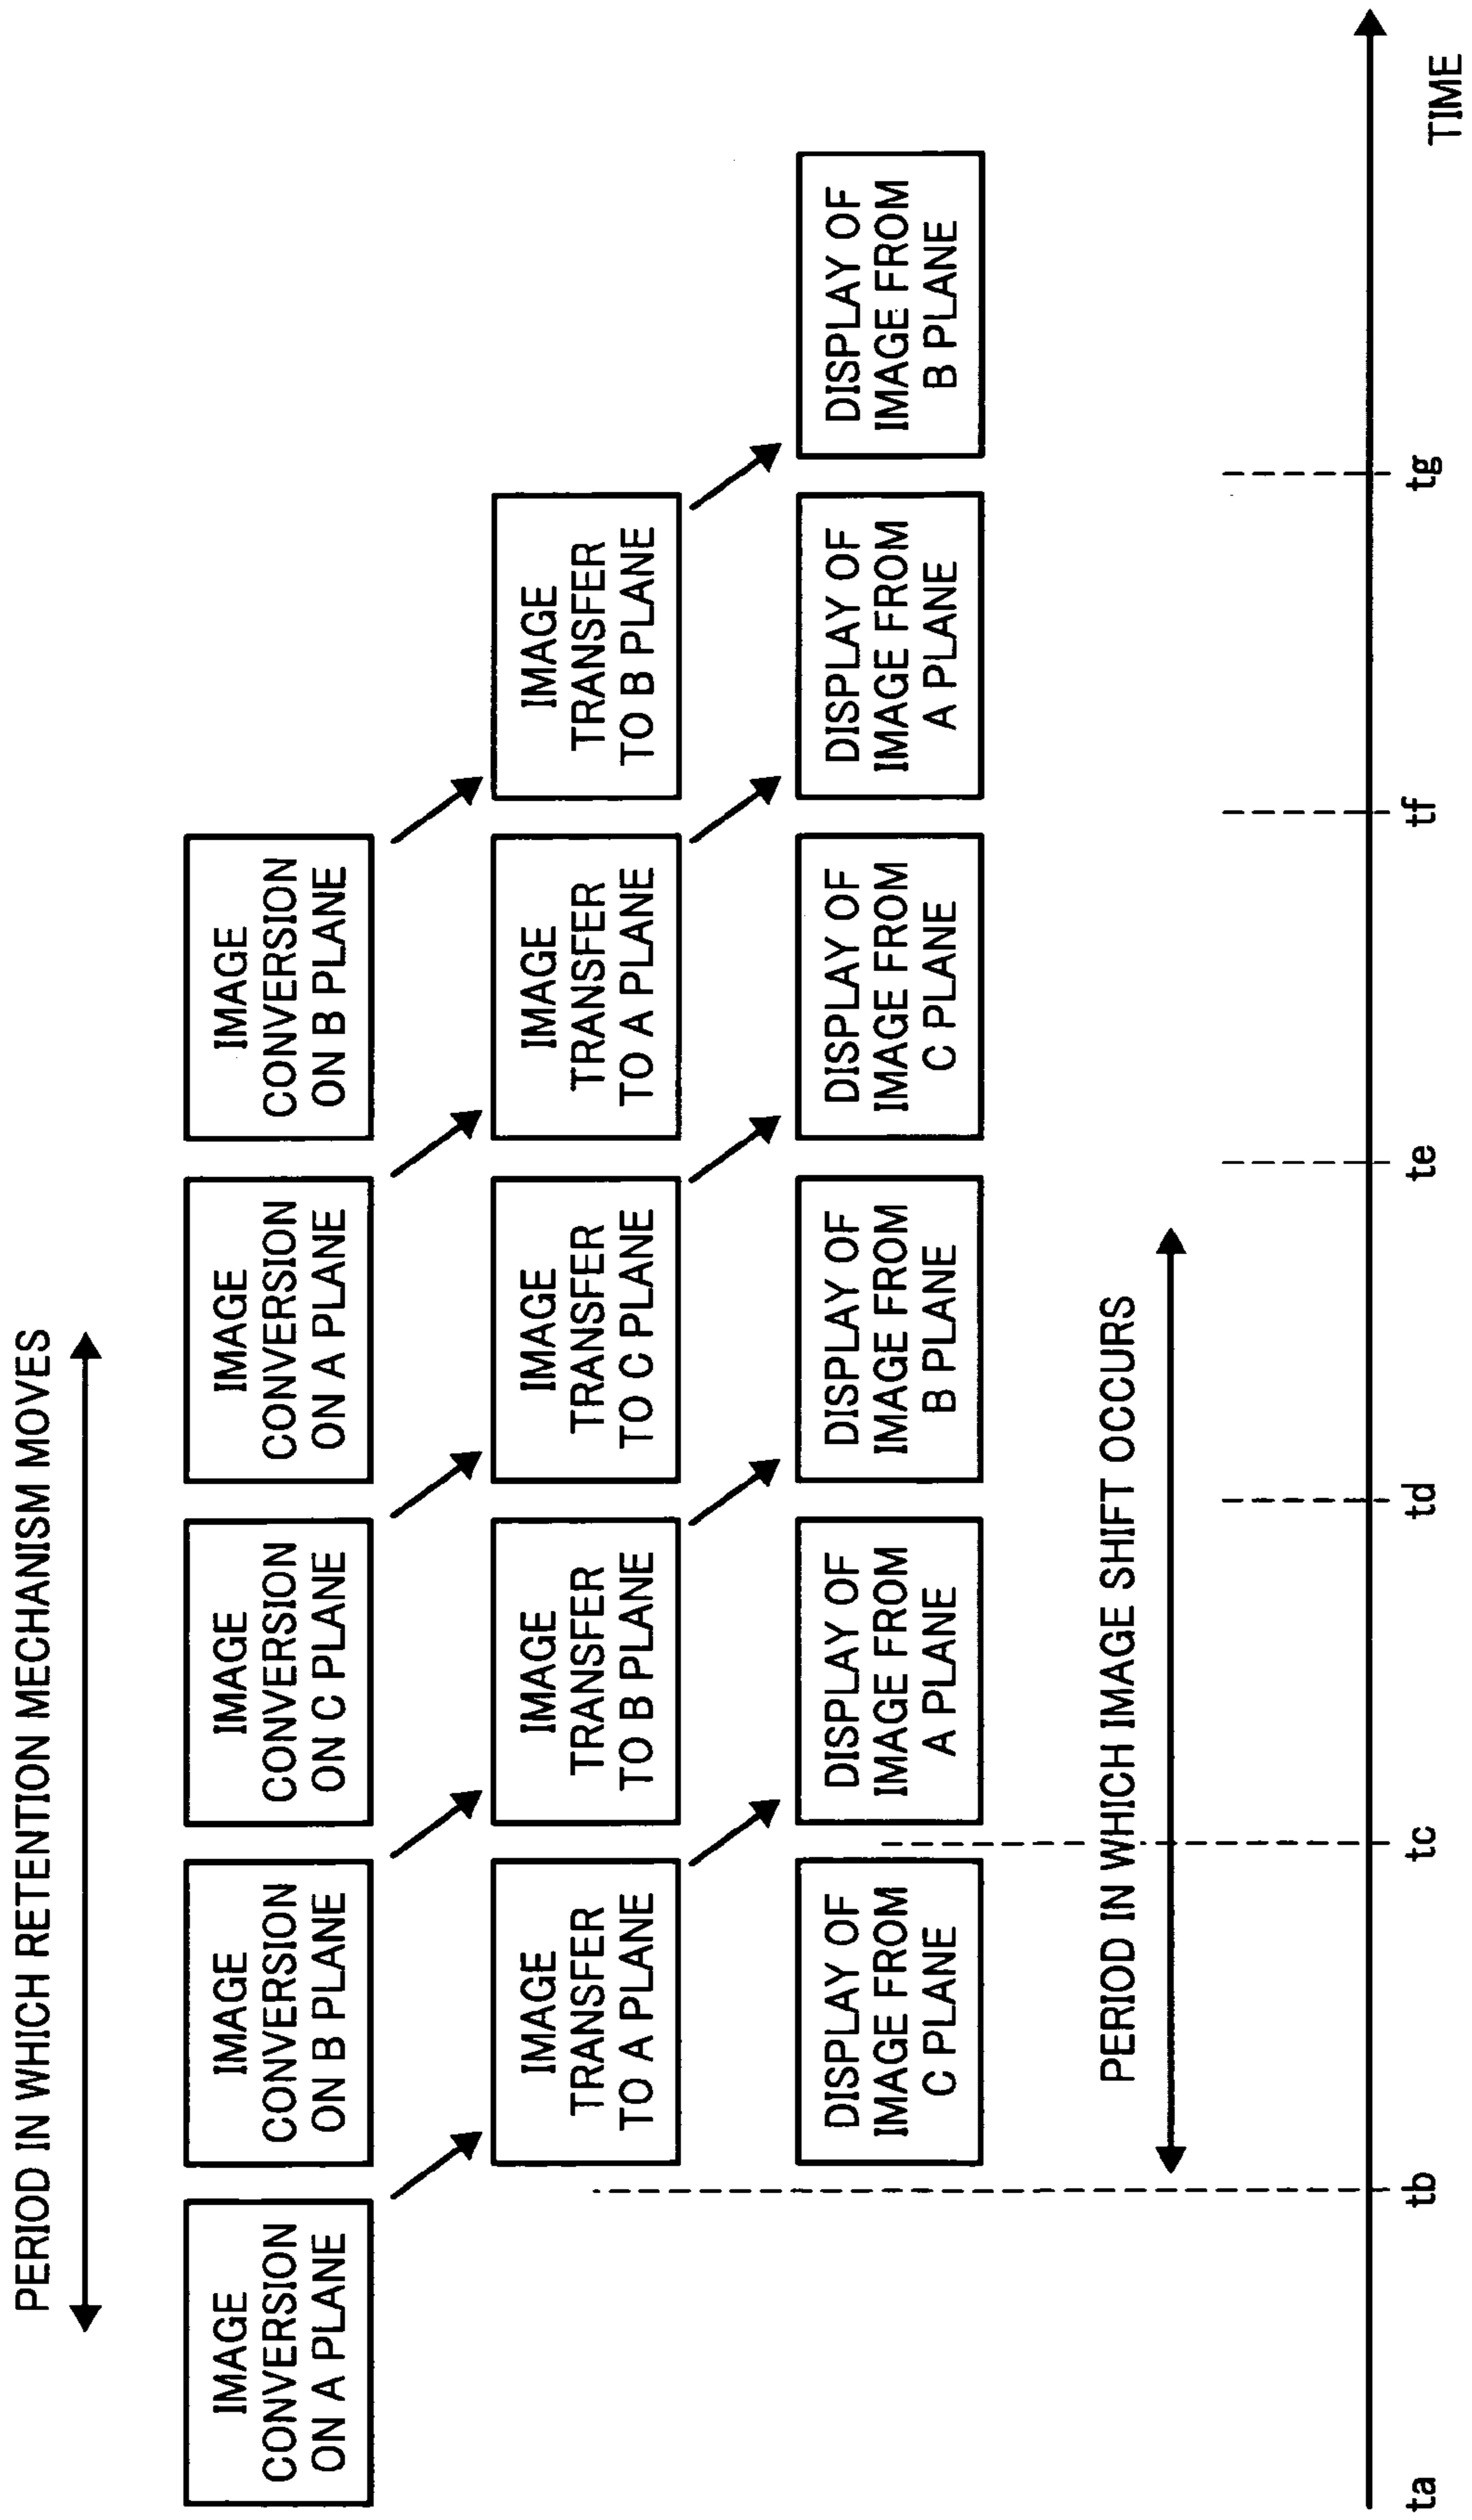 PERIOD IN WHICH RETENTION MECHANISM MOVES
IMAGE
CONVERSION
ON A PLANE
IMAGE
CONVERSION
ON B PLANE
IMAGE
CONVERSION
ON C PLANE
IMAGE
CONVERSION
ON A PLANE
IMAGE
CONVERSION
ON B PLANE
IMAGE
TRANSFER
TO A PLANE
IMAGE
TRANSFER
TO B PLANE
IMAGE
TRANSFER
TO C PLANE
IMAGE
TRANSFER
TO A PLANE
IMAGE
TRANSFER
TO B PLANE
DISPLAY OF
IMAGE FROM
C PLANE
DISPLAY OF
IMAGE FROM
A PLANE
DISPLAY OF
IMAGE FROM
B PLANE
DISPLAY OF
IMAGE FROM
C PLANE
DISPLAY OF
IMAGE FROM
A PLANE
DISPLAY OF
IMAGE FROM
B PLANE
PERIOD IN WHICH IMAGE SHIFT OCCURS
ta
tb
tc
td
te
tf
tg
TIME